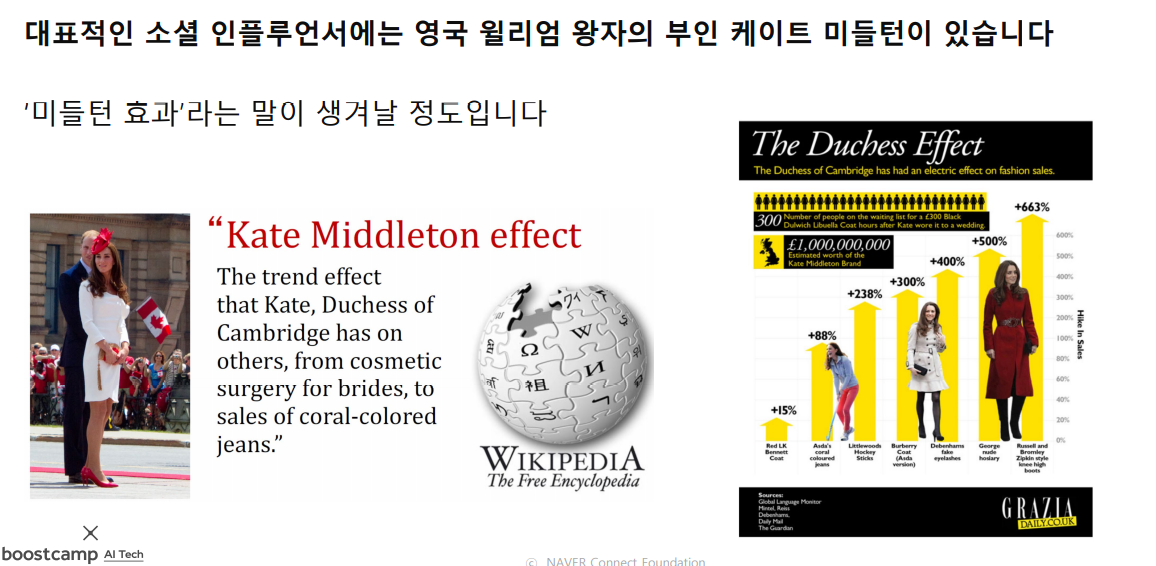 대표적인 소셜 인플루언서에는 영국 윌리엄 왕자의 부인 케이트 미들턴이 있습니다
'미들턴 효과'라는 말이 생겨날 정도입니다
“Kate Middleton effect
The trend effect
that Kate, Duchess of
Cambridge has on
others, from cosmetic
surgery for brides, to
sales of coral-colored
jeans.”
WIKIPEDIA
The Free Encyclopedia
The Duchess Effect
The Duchess of Cambridge has had an electric effect on fashion sales.
300 Number of people on the waiting list for a £300 Black
Dulwich Libuella Coat hours after Kate wore it to a wedding.
£1,000,000,000
Estimated worth of the
Kate Middleton Brand
+15%
+88%
+238%
+300%
+400%
+500%
+663%
600%
500%
400%
300%
200%
100%
80%
60%
40%
20%
0%
Hike In Sales
Red LK
Bennett
Coat
Asda's
coral
coloured
jeans
Littlewoods
Hockey
Sticks
Burberry
Coat
(Asda
version)
Debenhams
fake
eyelashes
George
nude
hosiary
Russell and
Bromley
Zipkin style
knee high
boots
Sources:
Global Language Monitor
Mintel, Reiss
Debenhams,
Daily Mail
The Guardian
GRAZIA
DAILY.CO.UK
boostcamp AI Tech
ⓒ NAVER Connect Foundation